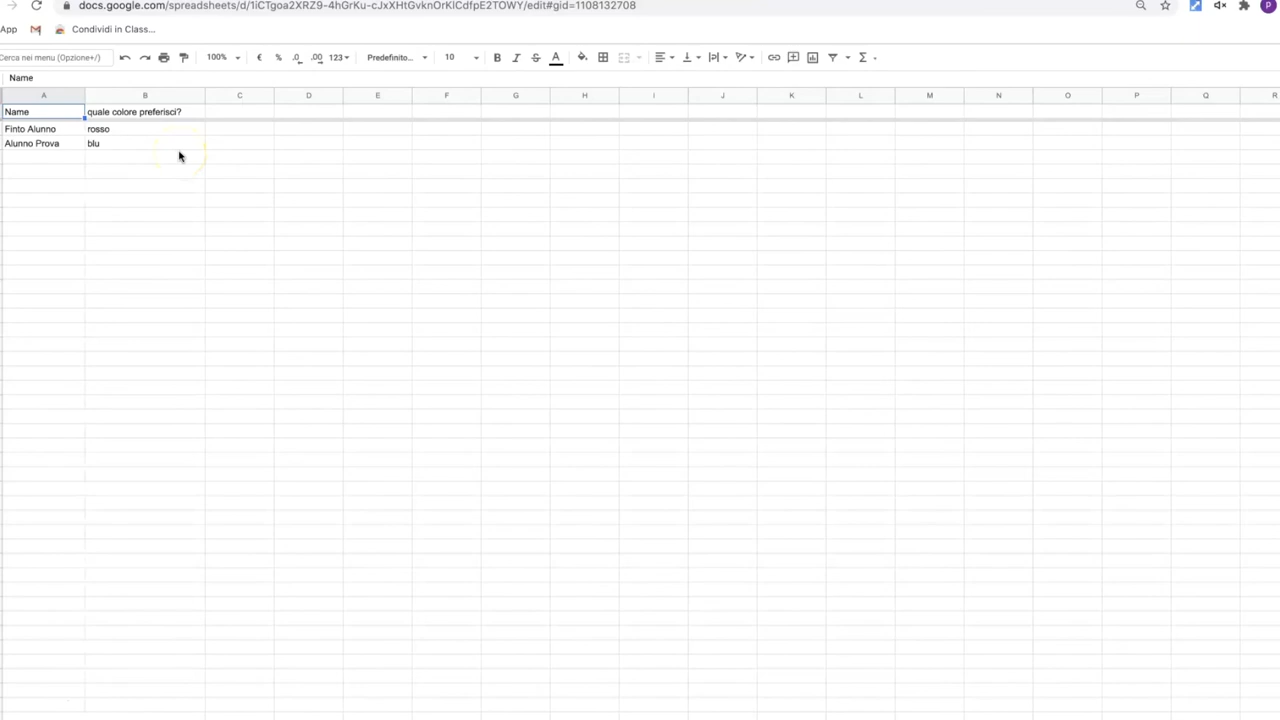 docs.google.com/spreadsheets/d/1iCTgoa2XRZ9-4hGrKu-cJxXHtGvknOrKlCdfpE2TOWY/edit#gid=1108132708
App Condividi in Class...
Cerca nei menu (Opzione+/) 100% € % .0 .00 123 Predefinito... 10 B I S A Σ
Name
A B C D E F G H I J K L M N O P Q R
Name quale colore preferisci?
Finto Alunno rosso
Alunno Prova blu